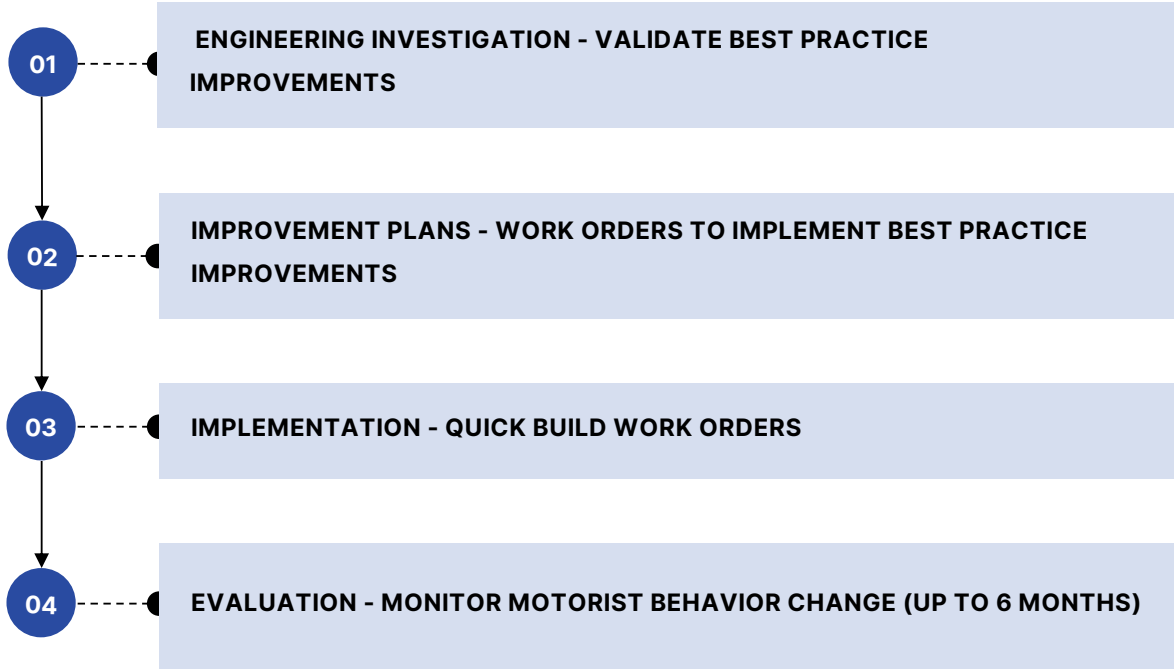 01
ENGINEERING INVESTIGATION - VALIDATE BEST PRACTICE
IMPROVEMENTS
02
IMPROVEMENT PLANS - WORK ORDERS TO IMPLEMENT BEST PRACTICE
IMPROVEMENTS
03
IMPLEMENTATION - QUICK BUILD WORK ORDERS
04
EVALUATION - MONITOR MOTORIST BEHAVIOR CHANGE (UP TO 6 MONTHS)